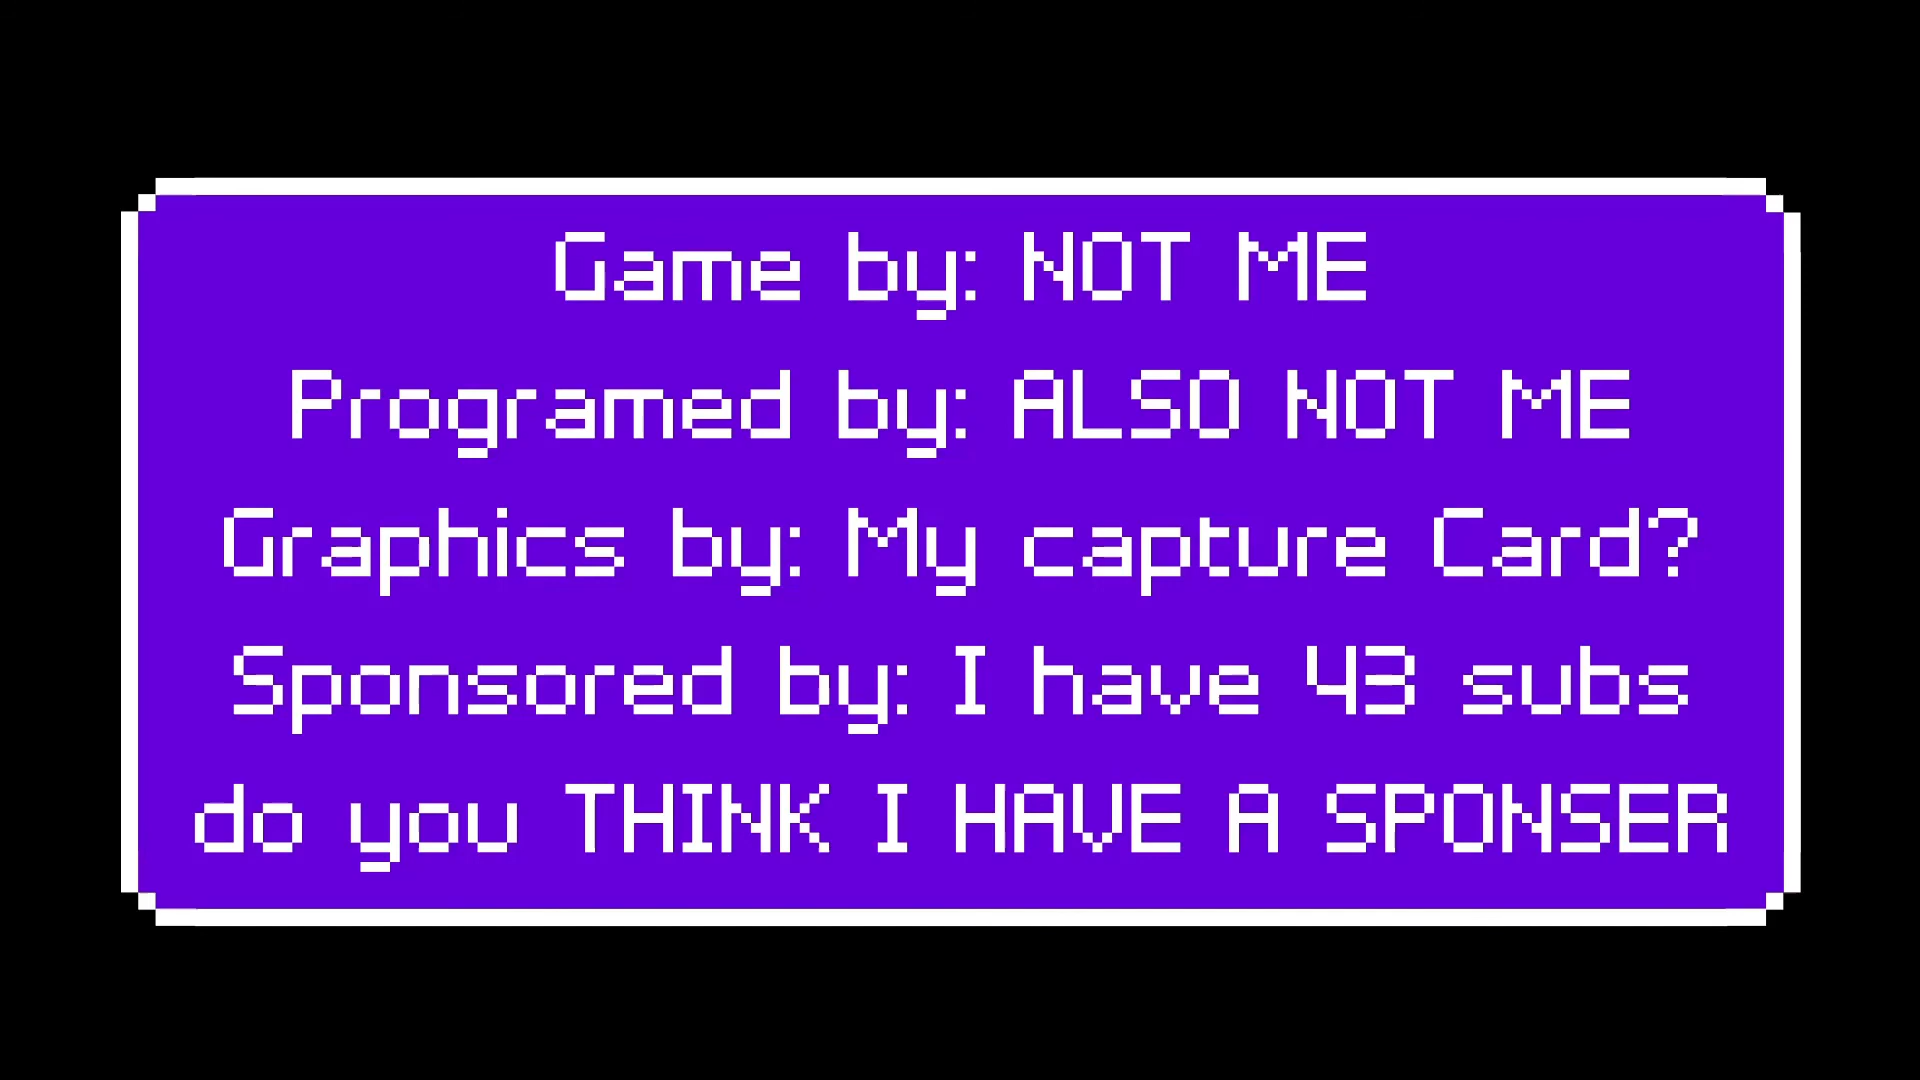 Game by: NOT ME
Programed by: ALSO NOT ME
Graphics by: My capture Card?
Sponsored by: I have 43 subs
do you THINK I HAVE A SPONSER